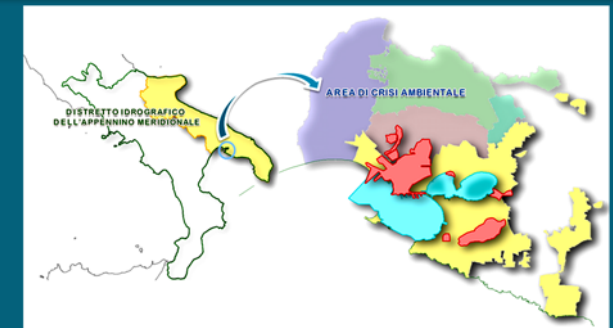 DISTRETTO IDROGRAFICO
DELL'APPENNINO MERIDIONALE
AREA DI CRISI AMBIENTALE